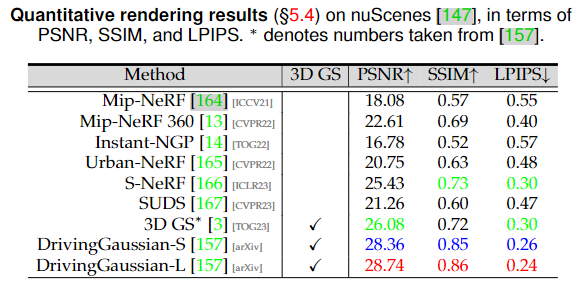 Quantitative rendering results (§5.4) on nuScenes [147], in terms of
PSNR, SSIM, and LPIPS. * denotes numbers taken from [157].
Method 3D GS PSNR↑ SSIM↑ LPIPS↓
Mip-NeRF [164] [ICCV21] 18.08 0.57 0.55
Mip-NeRF 360 [13] [CVPR22] 22.61 0.69 0.40
Instant-NGP [14] [TOG22] 16.78 0.52 0.57
Urban-NeRF [165] [CVPR22] 20.75 0.63 0.48
S-NeRF [166] [ICLR23] 25.43 0.73 0.30
SUDS [167] [CVPR23] 21.26 0.60 0.47
3D GS* [3] [TOG23] ✓ 26.08 0.72 0.30
DrivingGaussian-S [157] [arXiv] ✓ 28.36 0.85 0.26
DrivingGaussian-L [157] [arXiv] ✓ 28.74 0.86 0.24